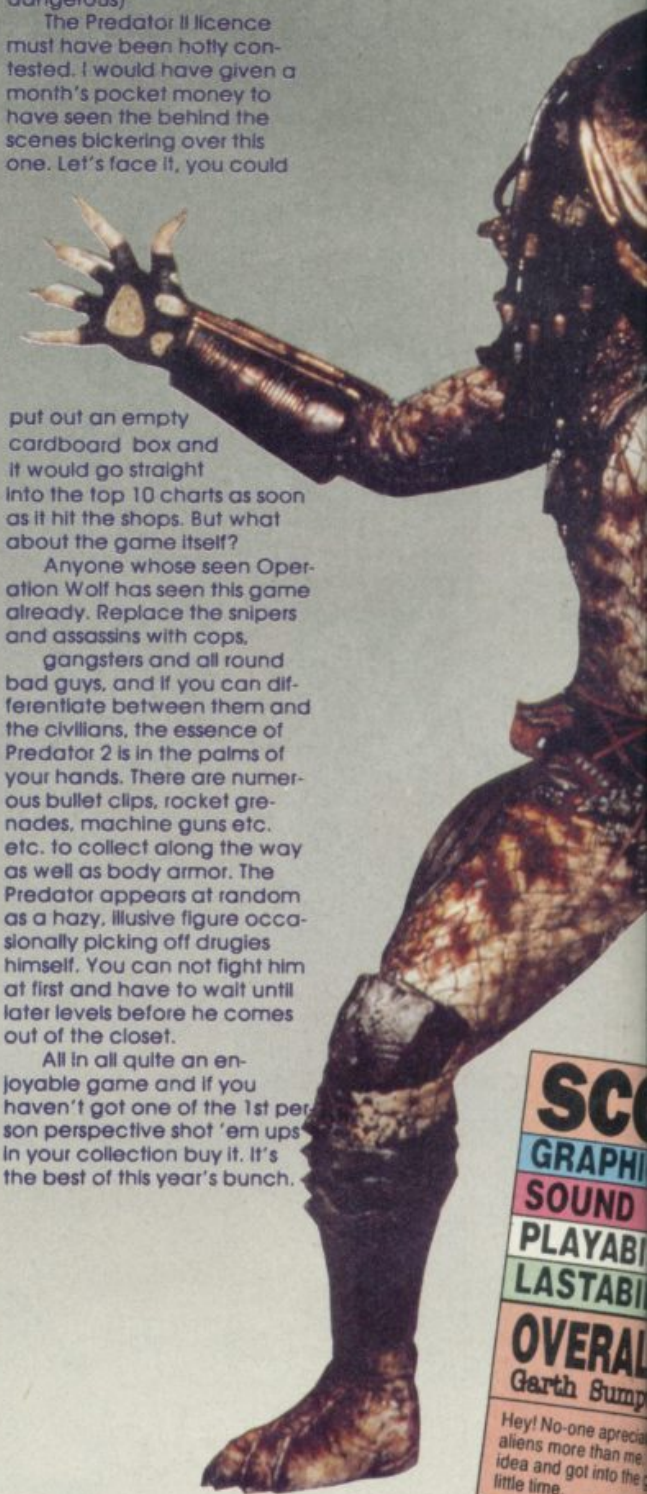 The Predator II licence
must have been hotly con-
tested. I would have given a
month's pocket money to
have seen the behind the
scenes bickering over this
one. Let's face it, you could
put out an empty
cardboard box and
it would go straight
into the top 10 charts as soon
as it hit the shops. But what
about the game itself?
Anyone whose seen Oper-
ation Wolf has seen this game
already. Replace the snipers
and assassins with cops,
gangsters and all round
bad guys, and if you can dif-
ferentiate between them and
the civilians, the essence of
Predator 2 is in the palms of
your hands. There are numer-
ous bullet clips, rocket gre-
nades, machine guns etc.
etc. to collect along the way
as well as body armor. The
Predator appears at random
as a hazy, illusive figure occa-
sionally picking off drugies
himself. You can not fight him
at first and have to wait until
later levels before he comes
out of the closet.
All in all quite an en-
joyable game and if you
haven't got one of the 1st per-
son perspective shot 'em ups
in your collection buy it. It's
the best of this year's bunch.
SCO
GRAPHI
SOUND
PLAYABI
LASTABI
OVERAL
Garth Sump
Hey! No-one aprecia
aliens more than me.
idea and got into the
little time.